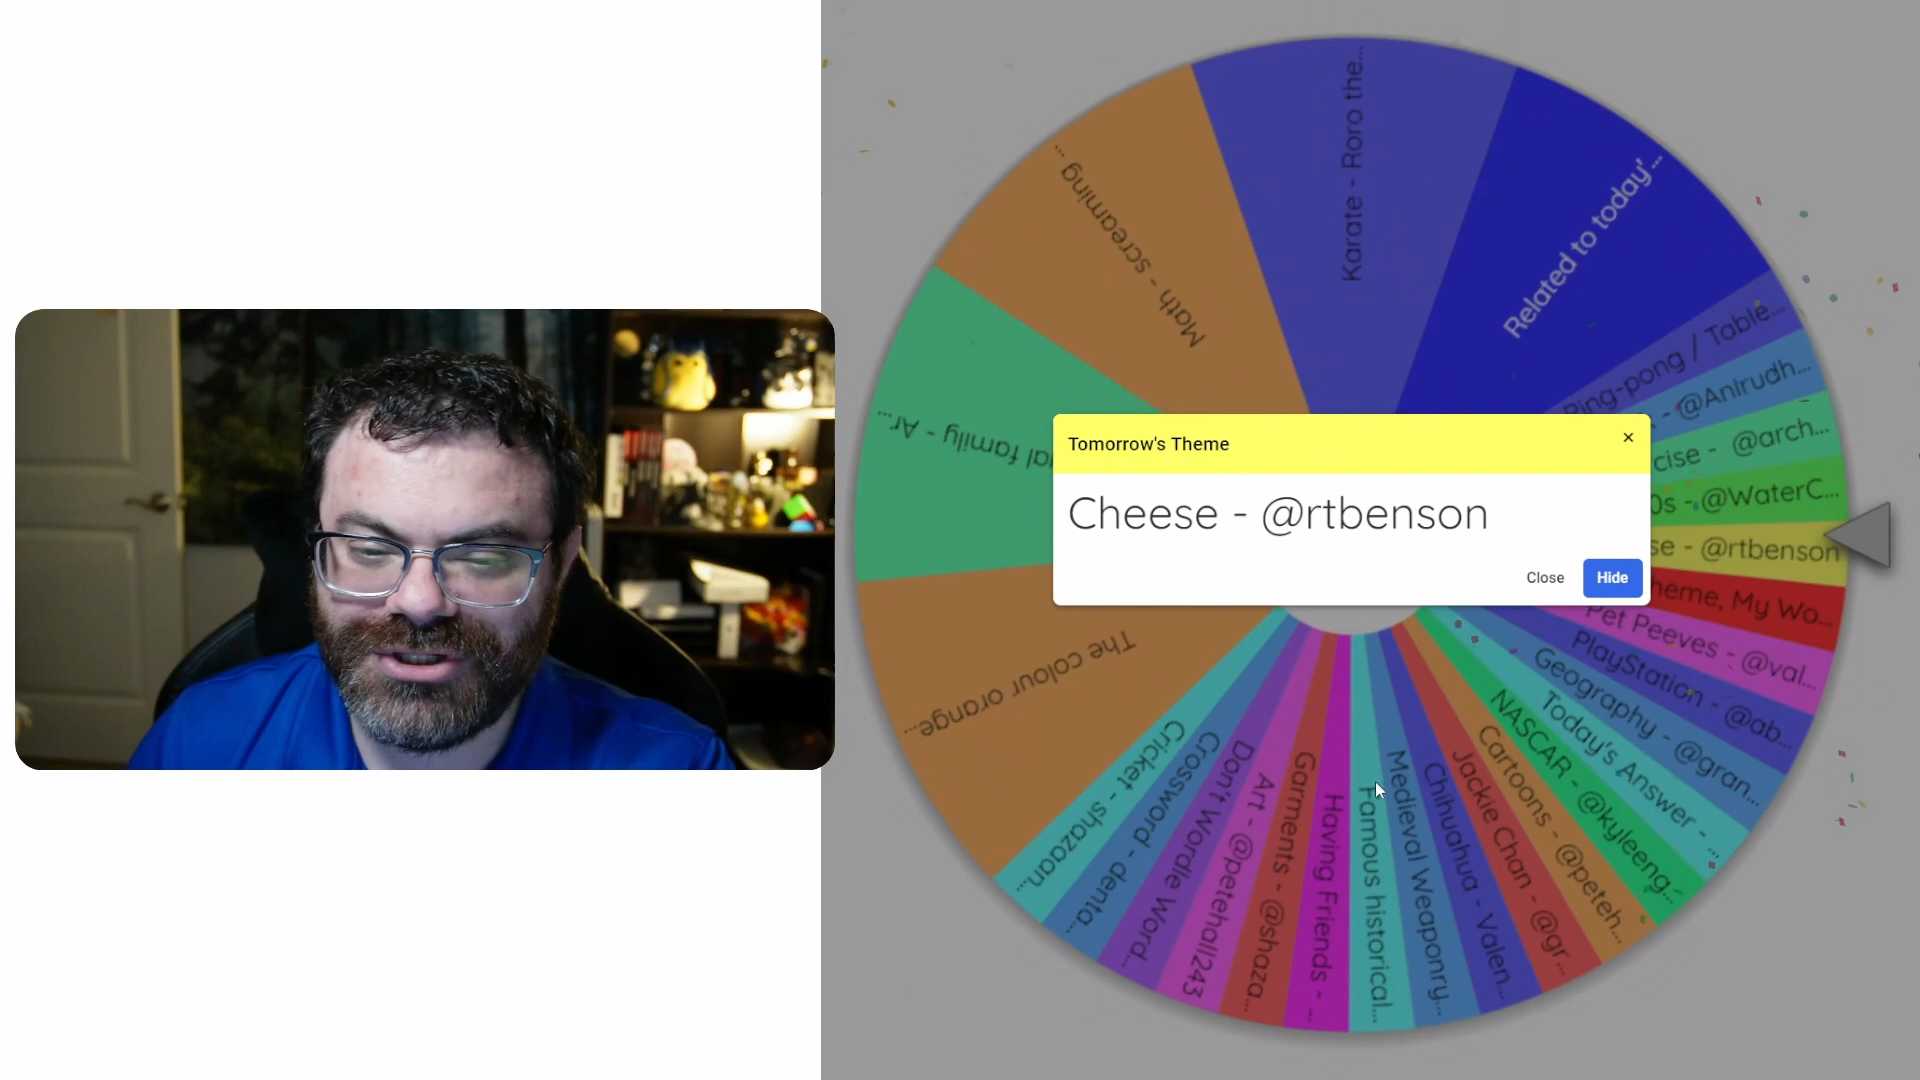 Tomorrow's Theme
×
Cheese - @rtbenson
Close
Hide
Karate - Roro the...
Related to today'...
Ping-pong / Table...
- @Anirudh...
cise - @arch...
0s - @WaterC...
se - @rtbenson
heme, My Wo...
Pet Peeves - @val...
PlayStation - @ab...
Geography - @gran...
Today's Answer - ...
NASCAR - @kyleeng...
Cartoons - @peteh...
Jackie Chan - @gr...
Chihuahua - Valen...
Medieval Weaponry...
Famous historical...
Having Friends - ...
Garments - @shaza...
Art - @petehall243
Don't Wordle Word...
Crossword - denta...
Cricket - shazaan...
The colour orange...
al family - Ar...
Math - screaming ...